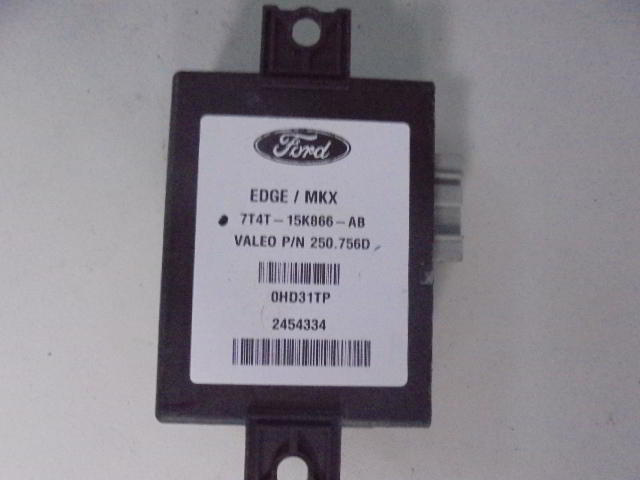 Ford
EDGE / MKX
7T4T-15K866-AB
VALEO P/N 250.756D
0HD31TP
2454334